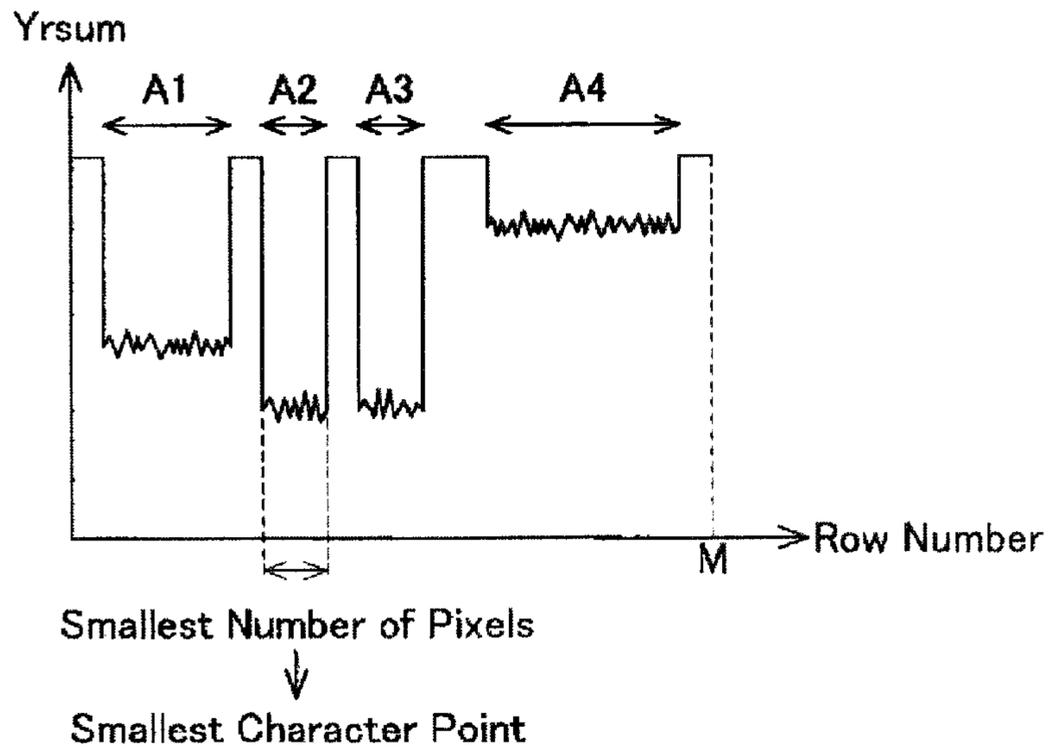 Yrsum
A1 A2 A3 A4
Row Number
M
Smallest Number of Pixels
Smallest Character Point